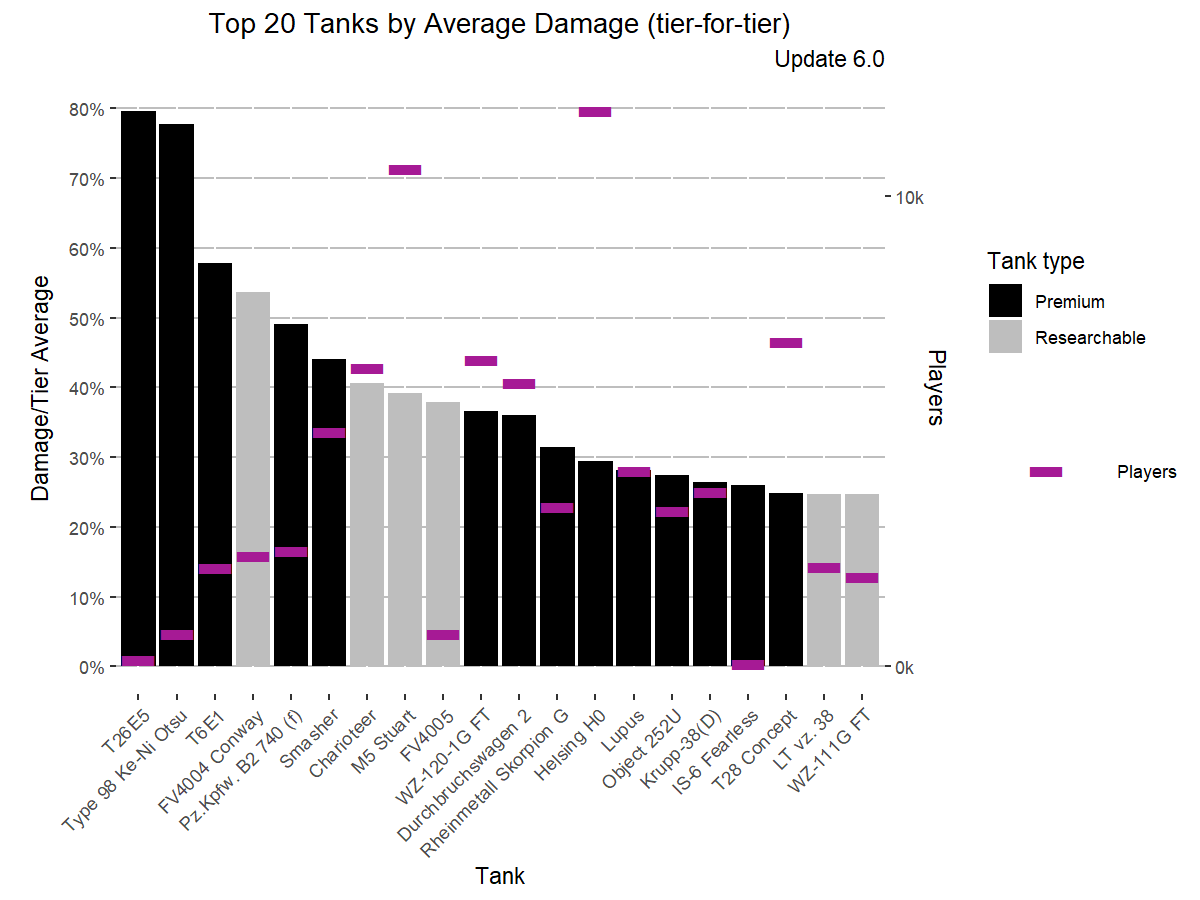 Top 20 Tanks by Average Damage (tier-for-tier)
Update 6.0
Damage/Tier Average
80%
70%
60%
50%
40%
30%
20%
10%
0%
10k
0k
Players
Tank type
Premium
Researchable
Players
T26E5
Type 98 Ke-Ni Otsu
T6E1
FV4004 Conway
Pz.Kpfw. B2 740 (f)
Smasher
Charioteer
M5 Stuart
FV4005
WZ-120-1G FT
Durchbruchswagen 2
Rheinmetall Skorpion G
Helsing H0
Lupus
Object 252U
Krupp-38(D)
IS-6 Fearless
T28 Concept
LT vz. 38
WZ-111G FT
Tank